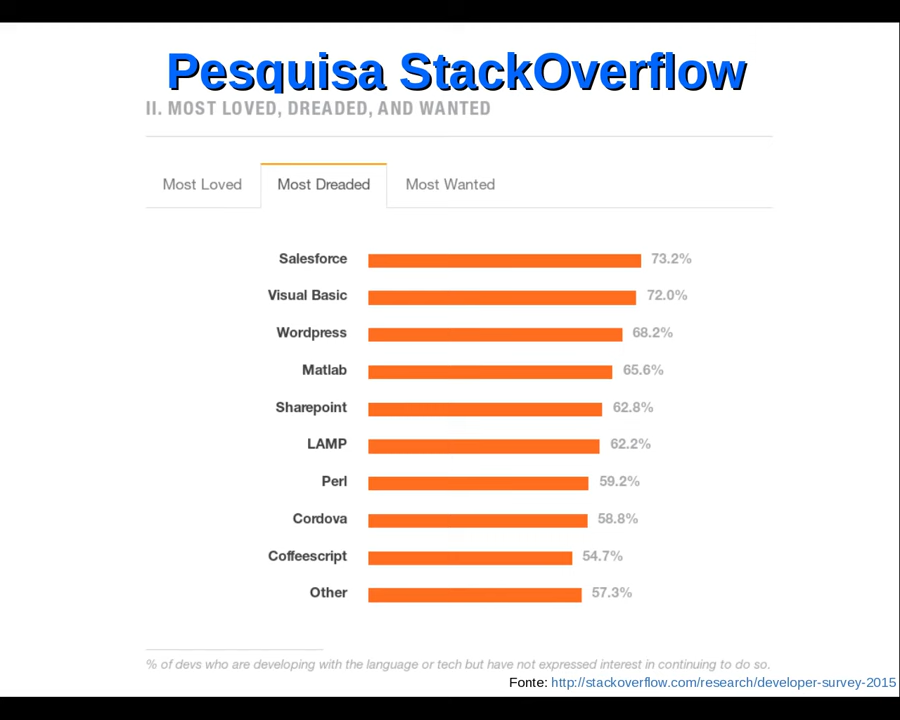 Pesquisa StackOverflow
II. MOST LOVED, DREADED, AND WANTED
Most Loved Most Dreaded Most Wanted
Salesforce 73.2%
Visual Basic 72.0%
Wordpress 68.2%
Matlab 65.6%
Sharepoint 62.8%
LAMP 62.2%
Perl 59.2%
Cordova 58.8%
Coffeescript 54.7%
Other 57.3%
% of devs who are developing with the language or tech but have not expressed interest in continuing to do so.
Fonte: http://stackoverflow.com/research/developer-survey-2015